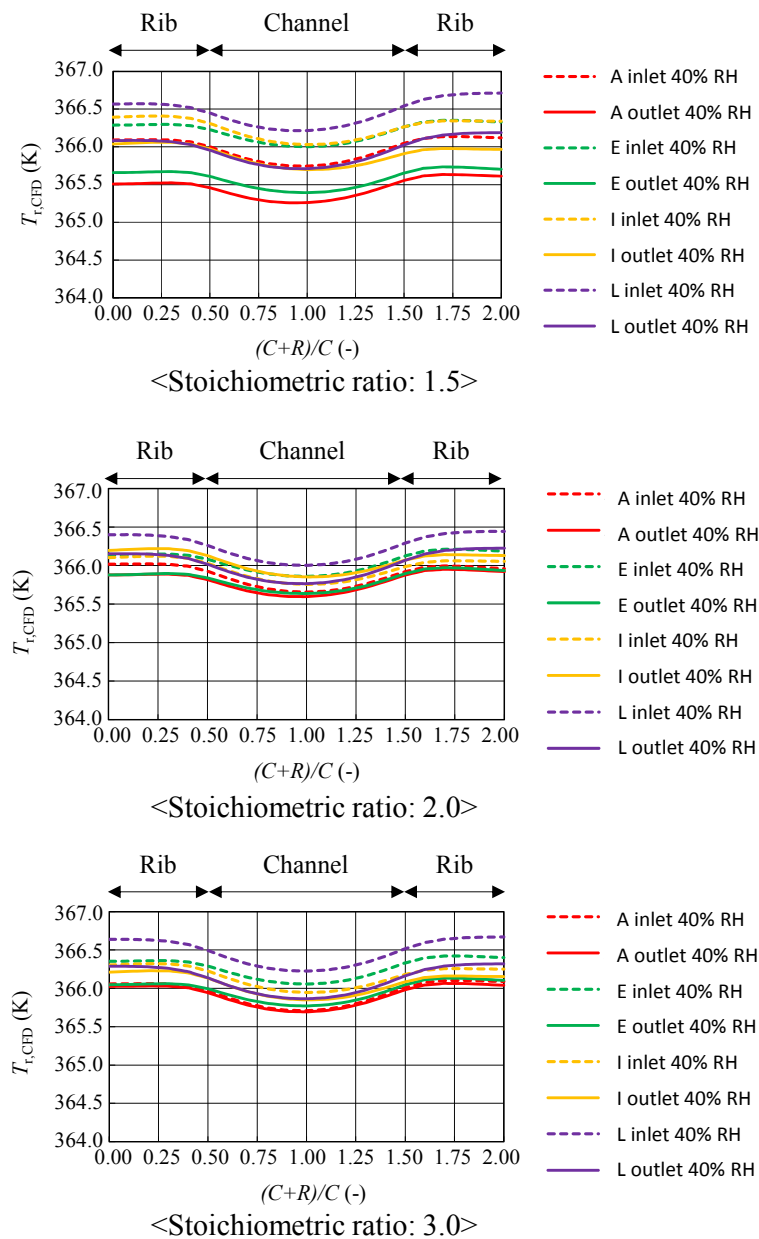 Rib Channel Rib
367.0
366.5
366.0
365.5
365.0
364.5
364.0
T r,CFD (K)
0.00 0.25 0.50 0.75 1.00 1.25 1.50 1.75 2.00
(C+R)/C (-)
A inlet 40% RH
A outlet 40% RH
E inlet 40% RH
E outlet 40% RH
I inlet 40% RH
I outlet 40% RH
L inlet 40% RH
L outlet 40% RH
<Stoichiometric ratio: 1.5>
Rib Channel Rib
367.0
366.5
366.0
365.5
365.0
364.5
364.0
T r,CFD (K)
0.00 0.25 0.50 0.75 1.00 1.25 1.50 1.75 2.00
(C+R)/C (-)
A inlet 40% RH
A outlet 40% RH
E inlet 40% RH
E outlet 40% RH
I inlet 40% RH
I outlet 40% RH
L inlet 40% RH
L outlet 40% RH
<Stoichiometric ratio: 2.0>
Rib Channel Rib
367.0
366.5
366.0
365.5
365.0
364.5
364.0
T r,CFD (K)
0.00 0.25 0.50 0.75 1.00 1.25 1.50 1.75 2.00
(C+R)/C (-)
A inlet 40% RH
A outlet 40% RH
E inlet 40% RH
E outlet 40% RH
I inlet 40% RH
I outlet 40% RH
L inlet 40% RH
L outlet 40% RH
<Stoichiometric ratio: 3.0>